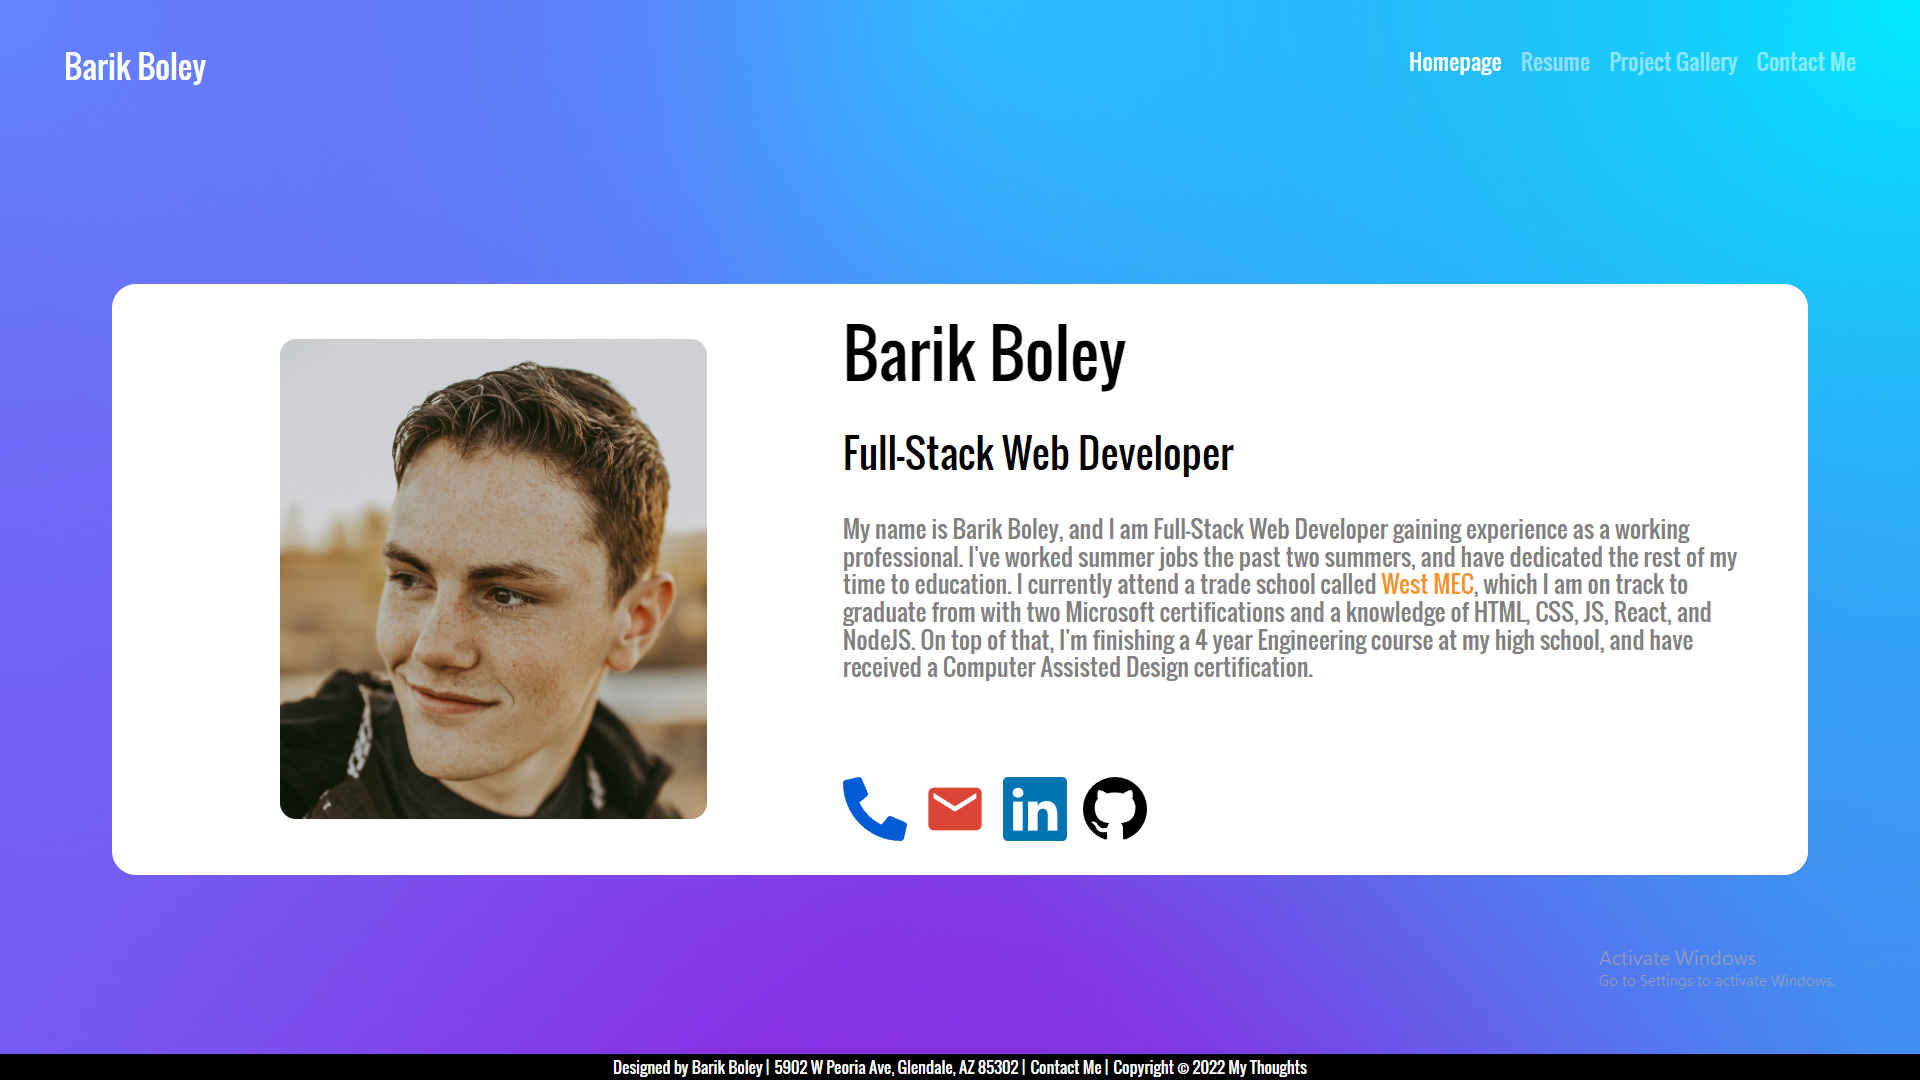 Barik Boley
Homepage Resume Project Gallery Contact Me
Barik Boley
Full-Stack Web Developer
My name is Barik Boley, and I am Full-Stack Web Developer gaining experience as a working
professional. I've worked summer jobs the past two summers, and have dedicated the rest of my
time to education. I currently attend a trade school called West MEC, which I am on track to
graduate from with two Microsoft certifications and a knowledge of HTML, CSS, JS, React, and
NodeJS. On top of that, I'm finishing a 4 year Engineering course at my high school, and have
received a Computer Assisted Design certification.
in
Activate Windows
Go to Settings to activate Windows.
Designed by Barik Boley | 5902 W Peoria Ave, Glendale, AZ 85302 | Contact Me | Copyright © 2022 My Thoughts